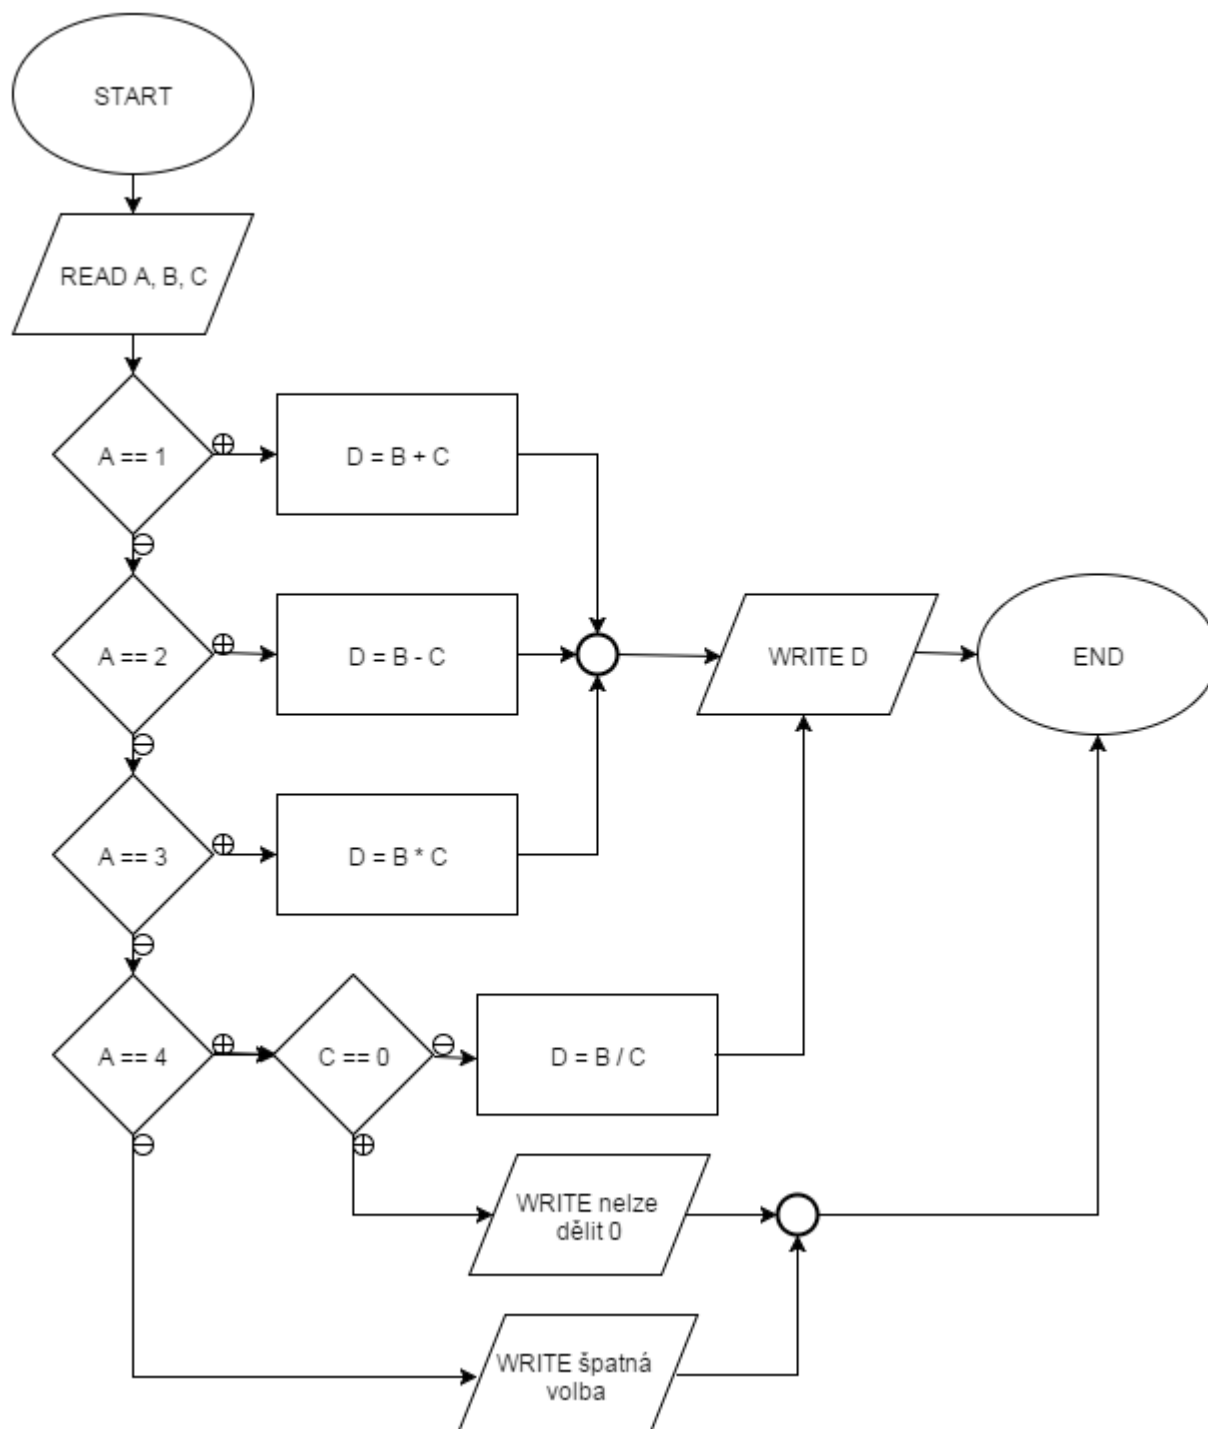 START
READ A, B, C
A == 1
D = B + C
A == 2
D = B - C
WRITE D
END
A == 3
D = B * C
A == 4
C == 0
D = B / C
WRITE nelze
dělit 0
WRITE špatná
volba